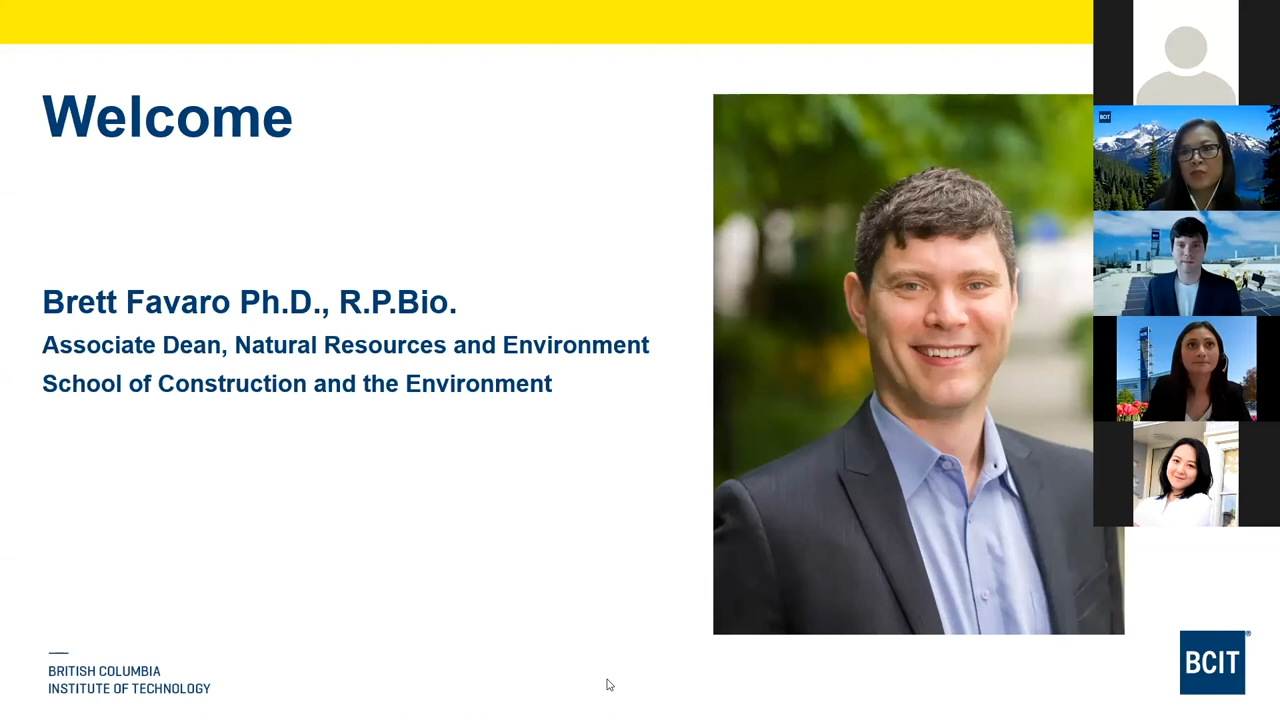 Welcome
Brett Favaro Ph.D., R.P.Bio.
Associate Dean, Natural Resources and Environment
School of Construction and the Environment
BRITISH COLUMBIA
INSTITUTE OF TECHNOLOGY
BCIT®
BCIT